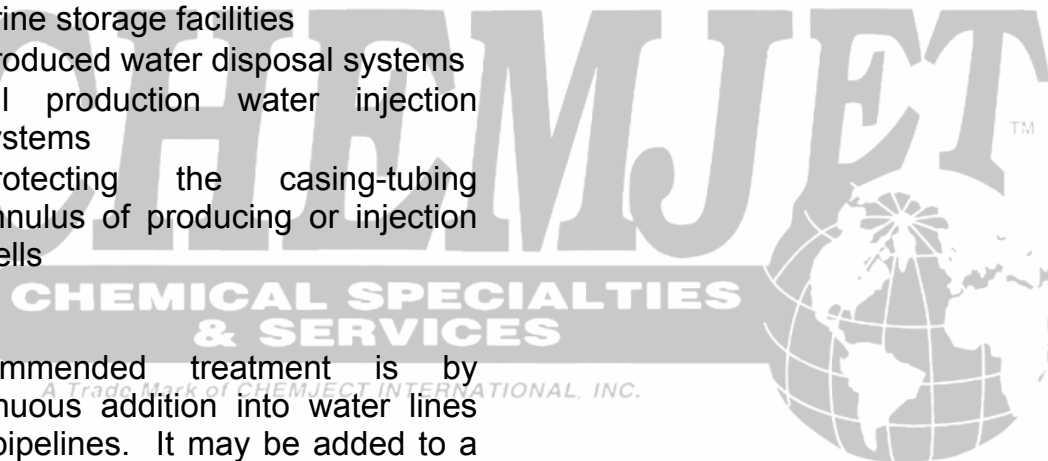 CHEMJET
TM
rine storage facilities
roduced water disposal systems
il production water injection
ystems
rotecting the casing-tubing
nnulus of producing or injection
ells
CHEMICAL SPECIALTIES
& SERVICES
mmended treatment is by
A Trade Mark of CHEMJECT INTERNATIONAL, INC.
nuous addition into water lines
pipelines. It may be added to a